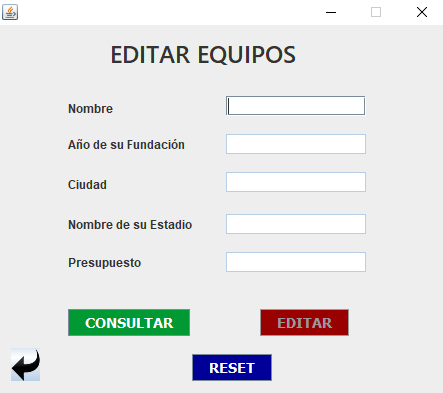 EDITAR EQUIPOS
Nombre
Año de su Fundación
Ciudad
Nombre de su Estadio
Presupuesto
CONSULTAR EDITAR
RESET